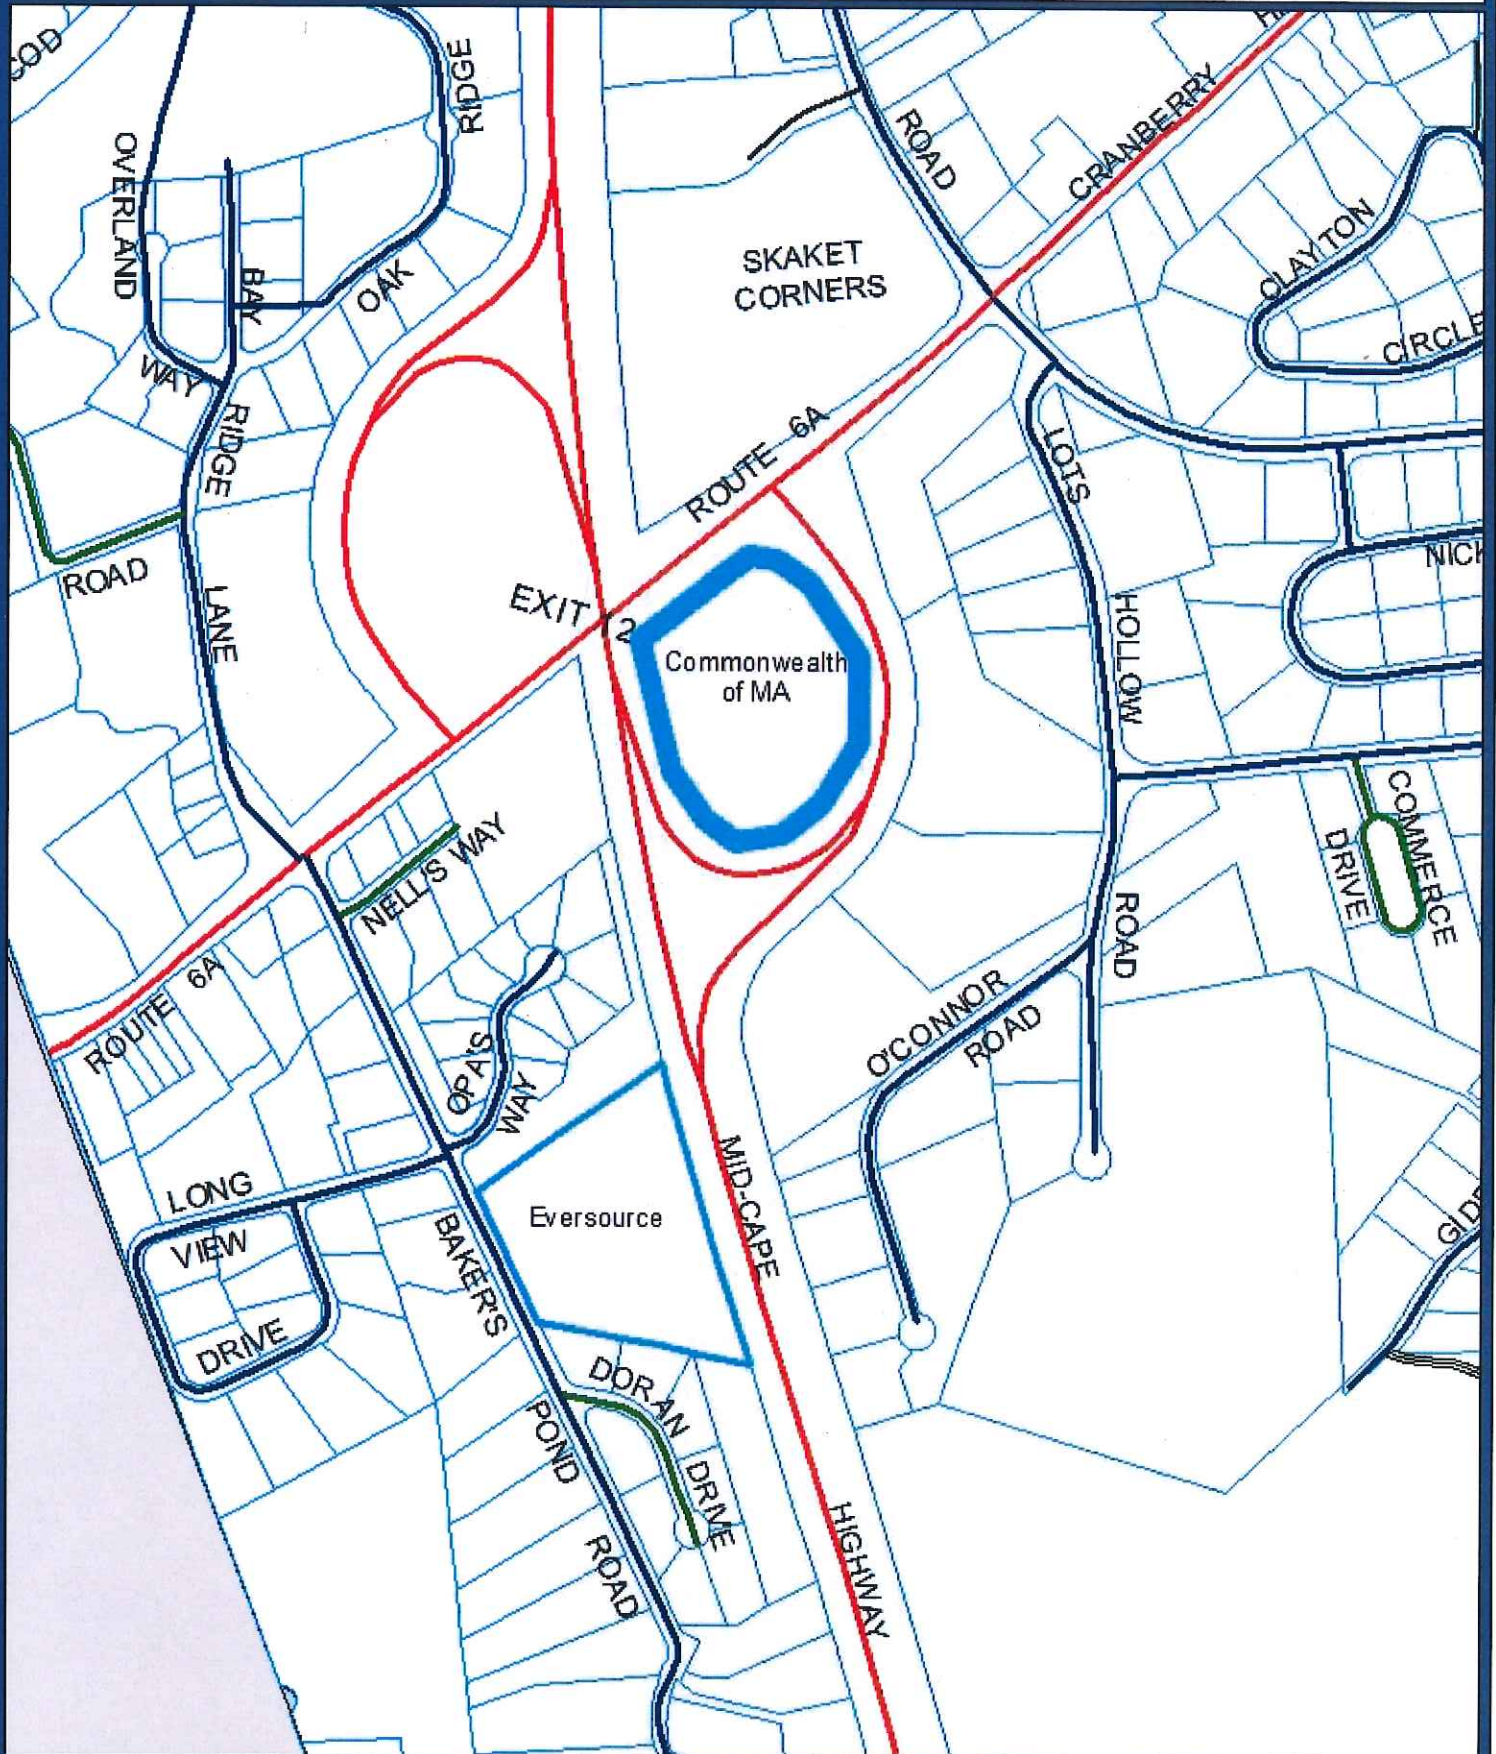 COD
RIDGE
OVERLAND
BAY
OAK
WAY
RIDGE
ROAD
LANE
ROAD
CRANBERRY
SKAKET
CORNERS
CLAYTON
CIRCLE
ROUTE 6A
LOTS
HOLLOW
ROAD
NICK
EXIT 12
Commonwealth
of MA
COMMERCE
DRIVE
NELLIS WAY
ROUTE 6A
OPA'S
WAY
O'CONNOR
ROAD
LONG
VIEW
DRIVE
Eversource
MID-CAPE
HIGHWAY
BAKER'S
POND
ROAD
DORAN
DRIVE